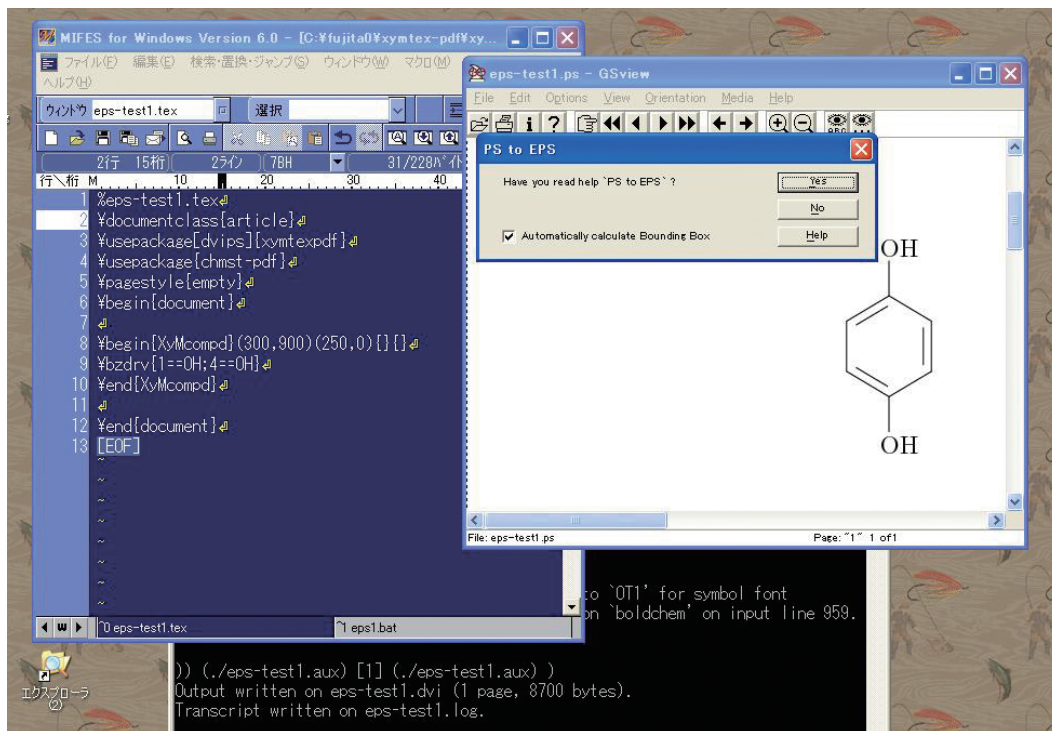 MIFES for Windows Version 6.0 - [C:¥fujita0¥xymtex-pdf¥xy...
ファイル(F) 編集(E) 検索・置換・ジャンプ(S) ウィンドウ(W) マクロ(M)
ヘルプ(H)
ウィンドウ eps-test1.tex 選択
2行 15桁 2ライン 7BH 31/228バイト
行＼桁 M 10 20 30 40
1 %eps-test1.tex
2 ¥documentclass{article}
3 ¥usepackage[dvips]{xymtexpdf}
4 ¥usepackage{chmst-pdf}
5 ¥pagestyle{empty}
6 ¥begin{document}
7
8 ¥begin{XyMcompd}(300,900)(250,0){}{}
9 ¥bzdrv{1==OH;4==OH}
10 ¥end{XyMcompd}
11
12 ¥end{document}
13 [EOF]
~
~
~
~
~
~
~
~
^0 eps-test1.tex ^1 eps1.bat
eps-test1.ps - GSview
File Edit Options View Orientation Media Help
PS to EPS
Have you read help `PS to EPS` ?
Yes
No
Automatically calculate Bounding Box
Help
OH
OH
File: eps-test1.ps Page: "1" 1 of 1
to `OT1' for symbol font
on `boldchem' on input line 959.
)) (./eps-test1.aux) [1] (./eps-test1.aux) )
Output written on eps-test1.dvi (1 page, 8700 bytes).
Transcript written on eps-test1.log.
エクスプローラ
(2)